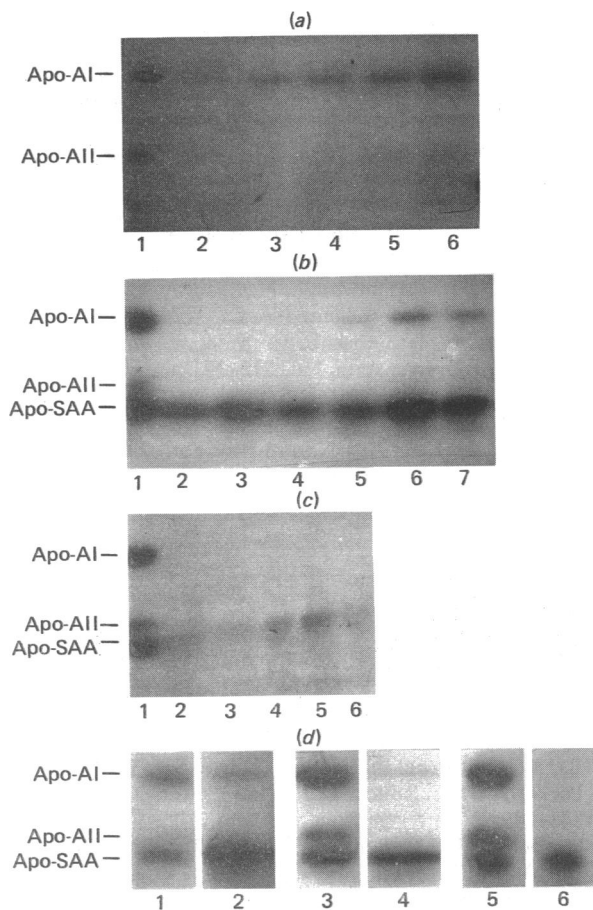 (a)
Apo-AI
Apo-AII
1 2 3 4 5 6
(b)
Apo-AI
Apo-AII
Apo-SAA
1 2 3 4 5 6 7
(c)
Apo-AI
Apo-AII
Apo-SAA
1 2 3 4 5 6
(d)
Apo-AI
Apo-AII
Apo-SAA
1 2 3 4 5 6